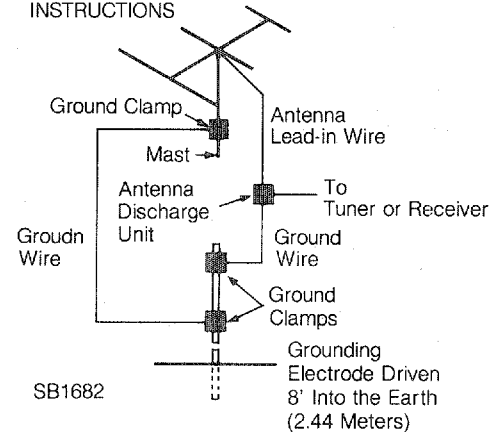 INSTRUCTIONS
Ground Clamp
Antenna
Lead-in Wire
Mast
Antenna
Discharge
Unit
To
Tuner or Receiver
Groudn
Wire
Ground
Wire
Ground
Clamps
Grounding
Electrode Driven
8' Into the Earth
(2.44 Meters)
SB1682